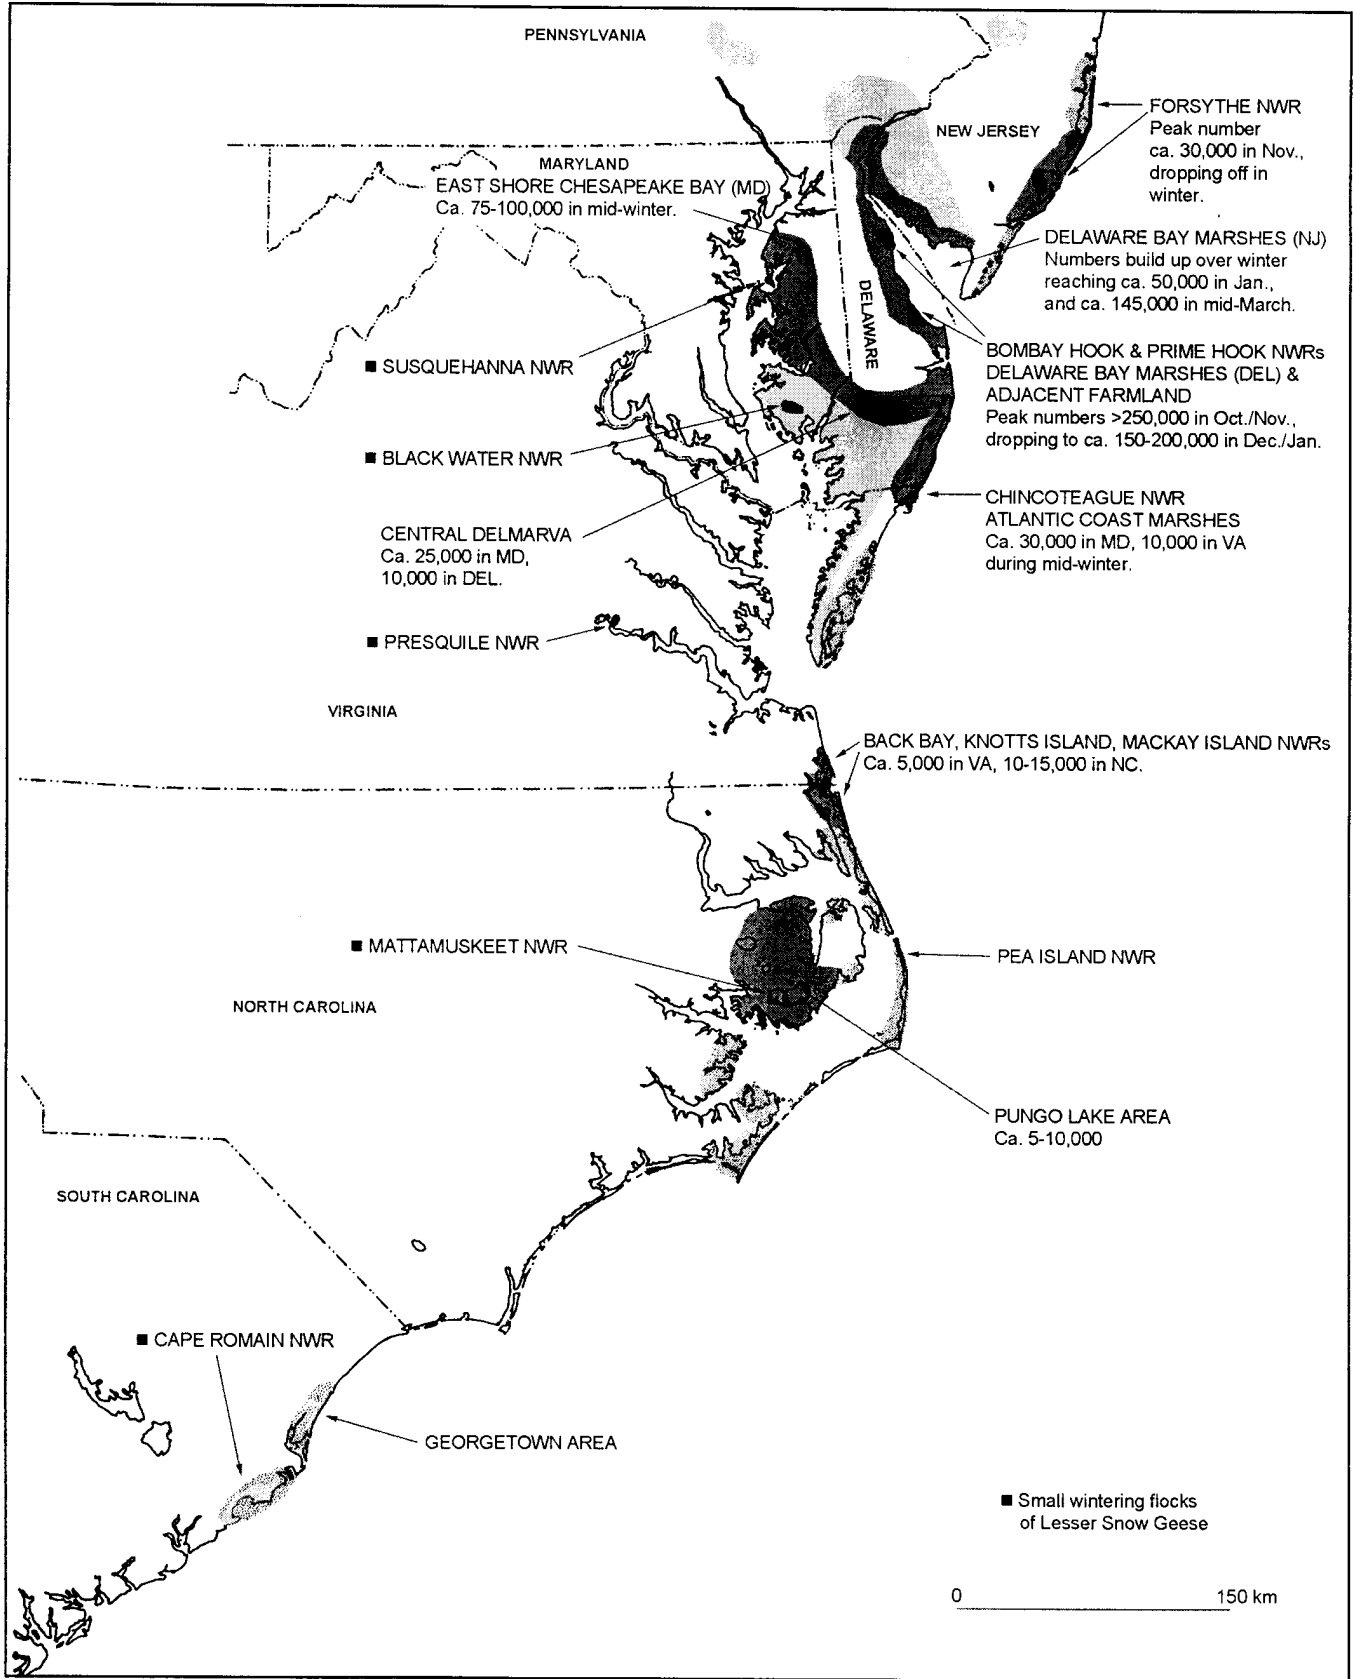 PENNSYLVANIA
FORSYTHE NWR
Peak number
ca. 30,000 in Nov.,
dropping off in
winter.
NEW JERSEY
MARYLAND
EAST SHORE CHESAPEAKE BAY (MD)
Ca. 75-100,000 in mid-winter.
DELAWARE BAY MARSHES (NJ)
Numbers build up over winter
reaching ca. 50,000 in Jan.,
and ca. 145,000 in mid-March.
DELAWARE
■ SUSQUEHANNA NWR
BOMBAY HOOK & PRIME HOOK NWRs
DELAWARE BAY MARSHES (DEL) &
ADJACENT FARMLAND
Peak numbers >250,000 in Oct./Nov.,
dropping to ca. 150-200,000 in Dec./Jan.
■ BLACK WATER NWR
CHINCOTEAGUE NWR
ATLANTIC COAST MARSHES
Ca. 30,000 in MD, 10,000 in VA
during mid-winter.
CENTRAL DELMARVA
Ca. 25,000 in MD,
10,000 in DEL.
■ PRESQUILE NWR
VIRGINIA
BACK BAY, KNOTTS ISLAND, MACKAY ISLAND NWRs
Ca. 5,000 in VA, 10-15,000 in NC.
■ MATTAMUSKEET NWR
PEA ISLAND NWR
NORTH CAROLINA
PUNGO LAKE AREA
Ca. 5-10,000
SOUTH CAROLINA
■ CAPE ROMAIN NWR
GEORGETOWN AREA
■ Small wintering flocks
of Lesser Snow Geese
0 150 km